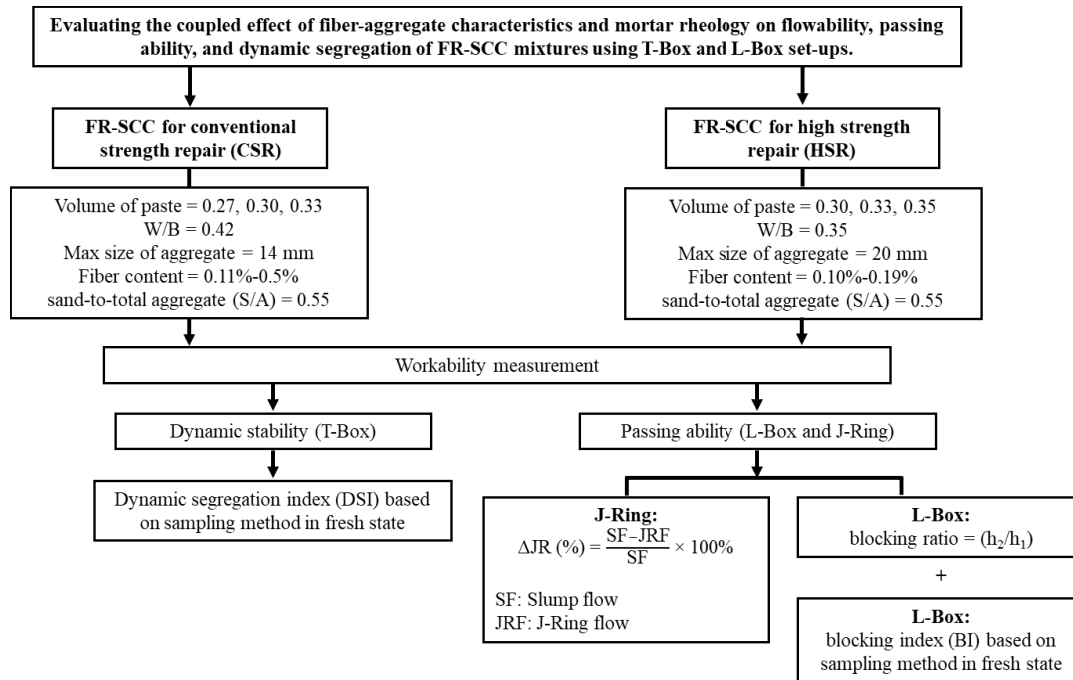 Evaluating the coupled effect of fiber-aggregate characteristics and mortar rheology on flowability, passing
ability, and dynamic segregation of FR-SCC mixtures using T-Box and L-Box set-ups.
FR-SCC for conventional
strength repair (CSR)
Volume of paste = 0.27, 0.30, 0.33
W/B = 0.42
Max size of aggregate = 14 mm
Fiber content = 0.11%-0.5%
sand-to-total aggregate (S/A) = 0.55
FR-SCC for high strength
repair (HSR)
Volume of paste = 0.30, 0.33, 0.35
W/B = 0.35
Max size of aggregate = 20 mm
Fiber content = 0.10%-0.19%
sand-to-total aggregate (S/A) = 0.55
Workability measurement
Dynamic stability (T-Box)
Dynamic segregation index (DSI) based
on sampling method in fresh state
Passing ability (L-Box and J-Ring)
J-Ring:
ΔJR (%) = (SF−JRF)/SF × 100%
SF: Slump flow
JRF: J-Ring flow
L-Box:
blocking ratio = (h₂/h₁)
+
L-Box:
blocking index (BI) based on
sampling method in fresh state